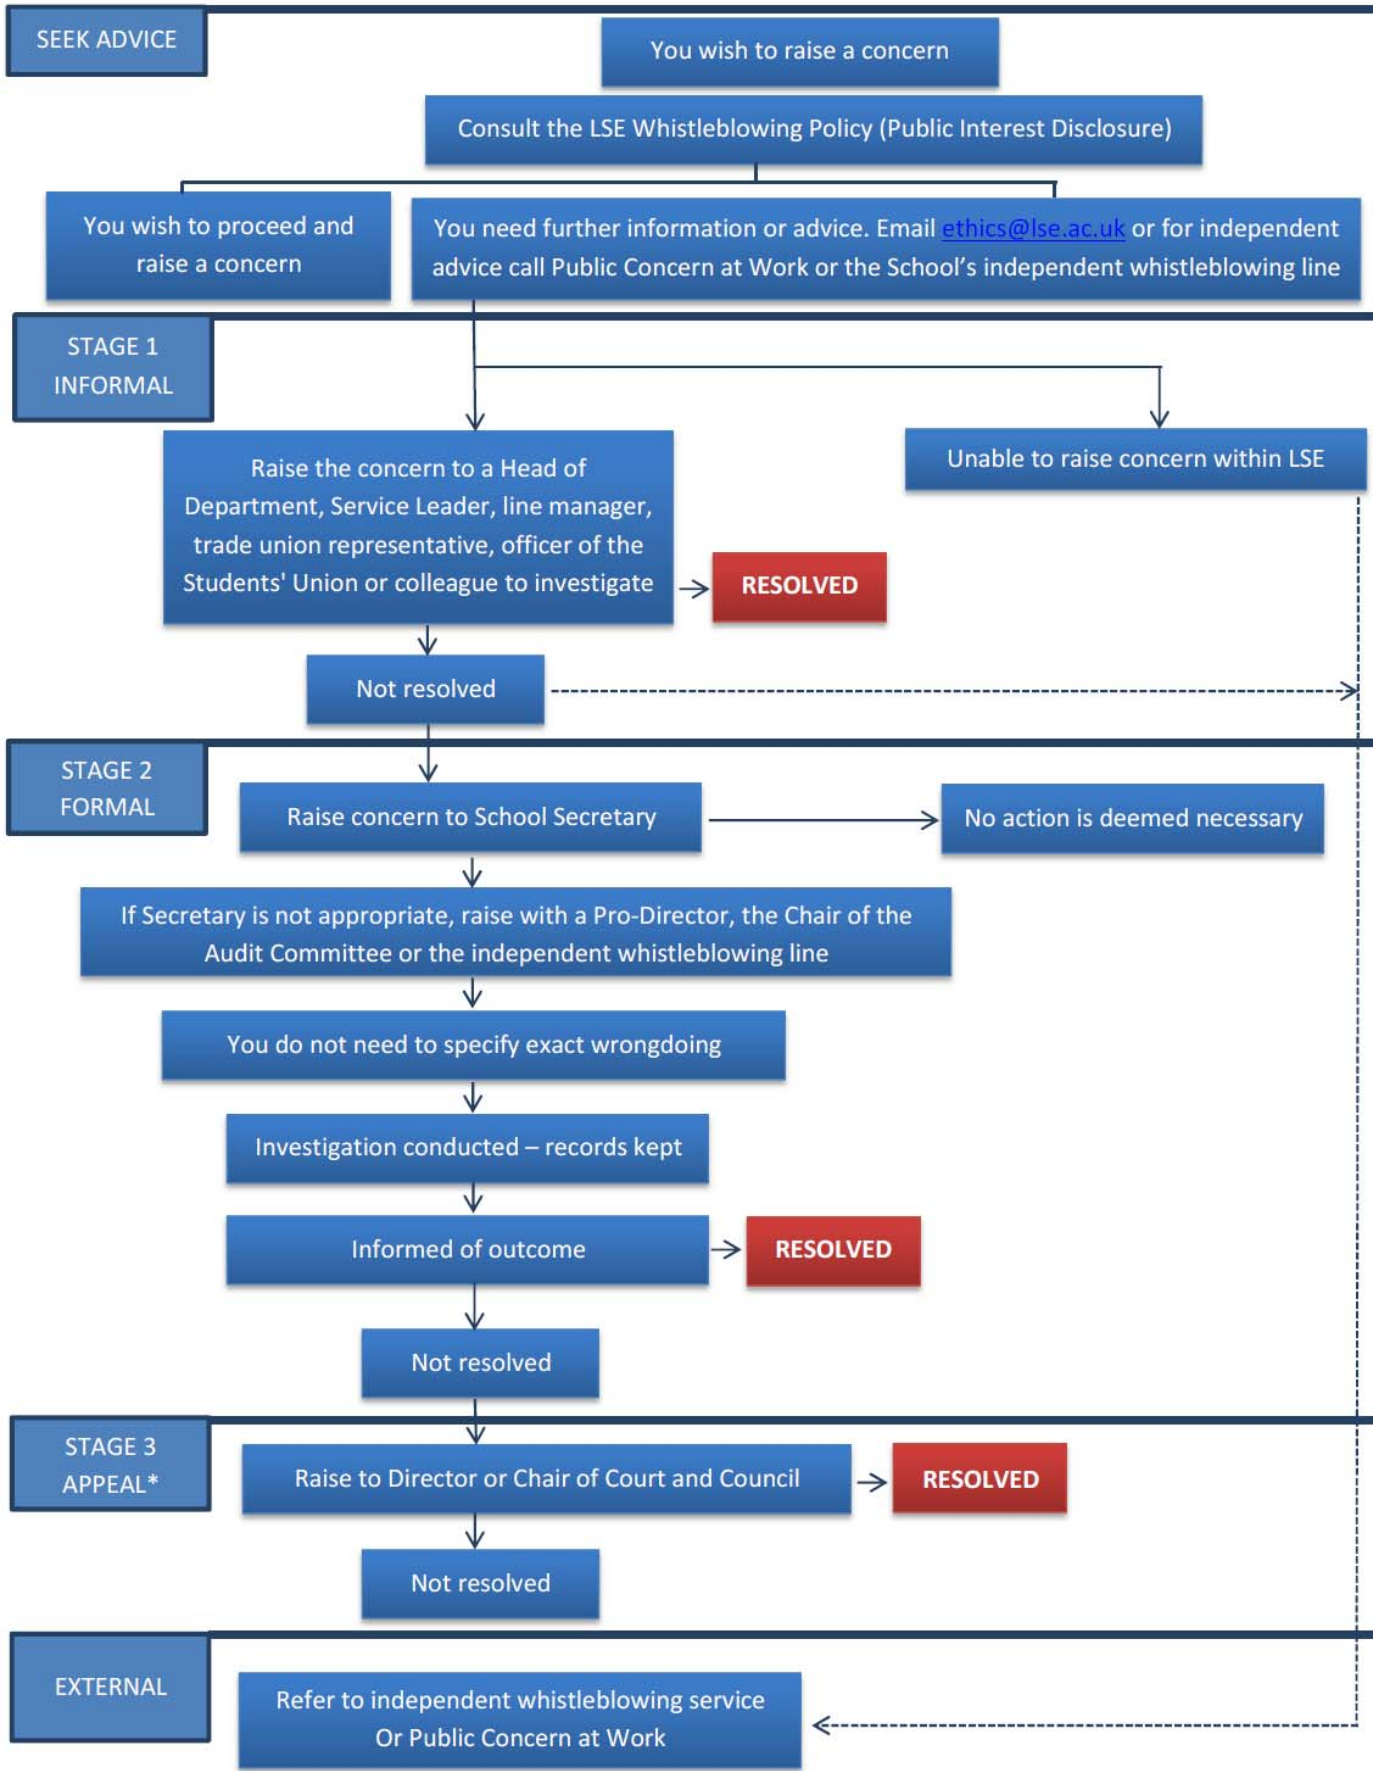 SEEK ADVICE
You wish to raise a concern
Consult the LSE Whistleblowing Policy (Public Interest Disclosure)
You wish to proceed and
raise a concern
You need further information or advice. Email ethics@lse.ac.uk or for independent
advice call Public Concern at Work or the School’s independent whistleblowing line
STAGE 1
INFORMAL
Raise the concern to a Head of
Department, Service Leader, line manager,
trade union representative, officer of the
Students' Union or colleague to investigate
Unable to raise concern within LSE
RESOLVED
Not resolved
STAGE 2
FORMAL
Raise concern to School Secretary
No action is deemed necessary
If Secretary is not appropriate, raise with a Pro-Director, the Chair of the
Audit Committee or the independent whistleblowing line
You do not need to specify exact wrongdoing
Investigation conducted – records kept
Informed of outcome
RESOLVED
Not resolved
STAGE 3
APPEAL*
Raise to Director or Chair of Court and Council
RESOLVED
Not resolved
EXTERNAL
Refer to independent whistleblowing service
Or Public Concern at Work